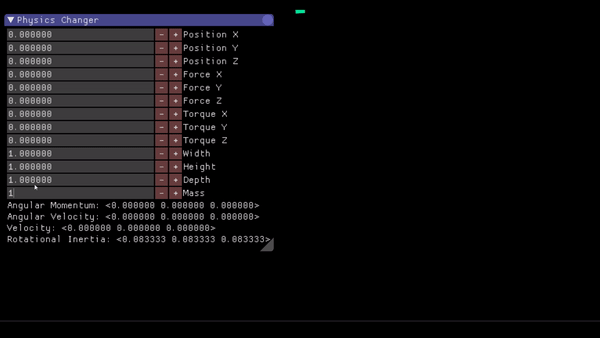 Physics Changer
0.000000 - + Position X
0.000000 - + Position Y
0.000000 - + Position Z
0.000000 - + Force X
0.000000 - + Force Y
0.000000 - + Force Z
0.000000 - + Torque X
0.000000 - + Torque Y
0.000000 - + Torque Z
1.000000 - + Width
1.000000 - + Height
1.000000 - + Depth
1 - + Mass
Angular Momentum: <0.000000 0.000000 0.000000>
Angular Velocity: <0.000000 0.000000 0.000000>
Velocity: <0.000000 0.000000 0.000000>
Rotational Inertia: <0.083333 0.083333 0.083333>